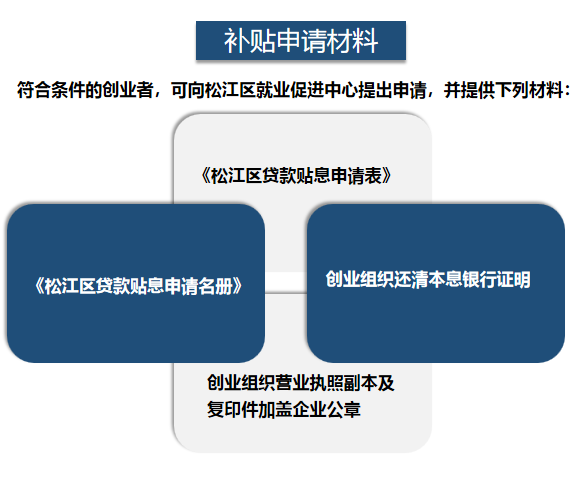 补贴申请材料
符合条件的创业者，可向松江区就业促进中心提出申请，并提供下列材料：
《松江区贷款贴息申请表》
《松江区贷款贴息申请名册》
创业组织还清本息银行证明
创业组织营业执照副本及
复印件加盖企业公章